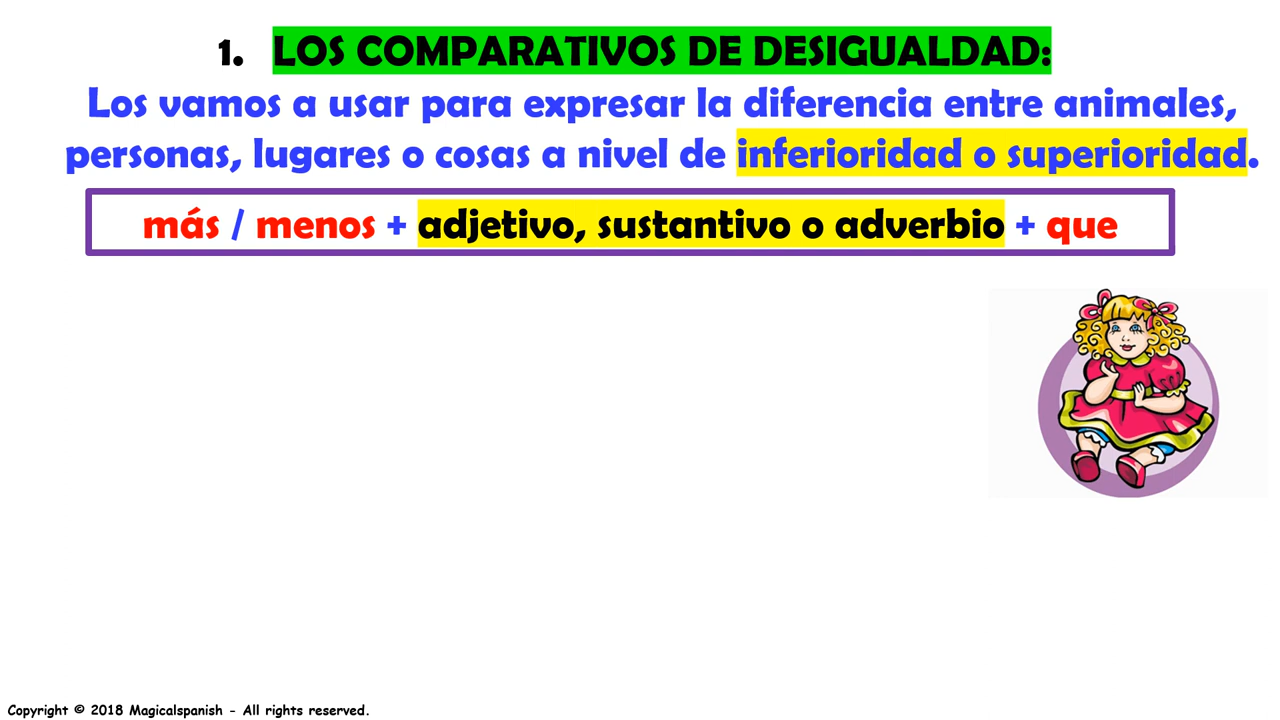 1. LOS COMPARATIVOS DE DESIGUALDAD:
Los vamos a usar para expresar la diferencia entre animales,
personas, lugares o cosas a nivel de inferioridad o superioridad.
más / menos + adjetivo, sustantivo o adverbio + que
Copyright © 2018 Magicalspanish - All rights reserved.